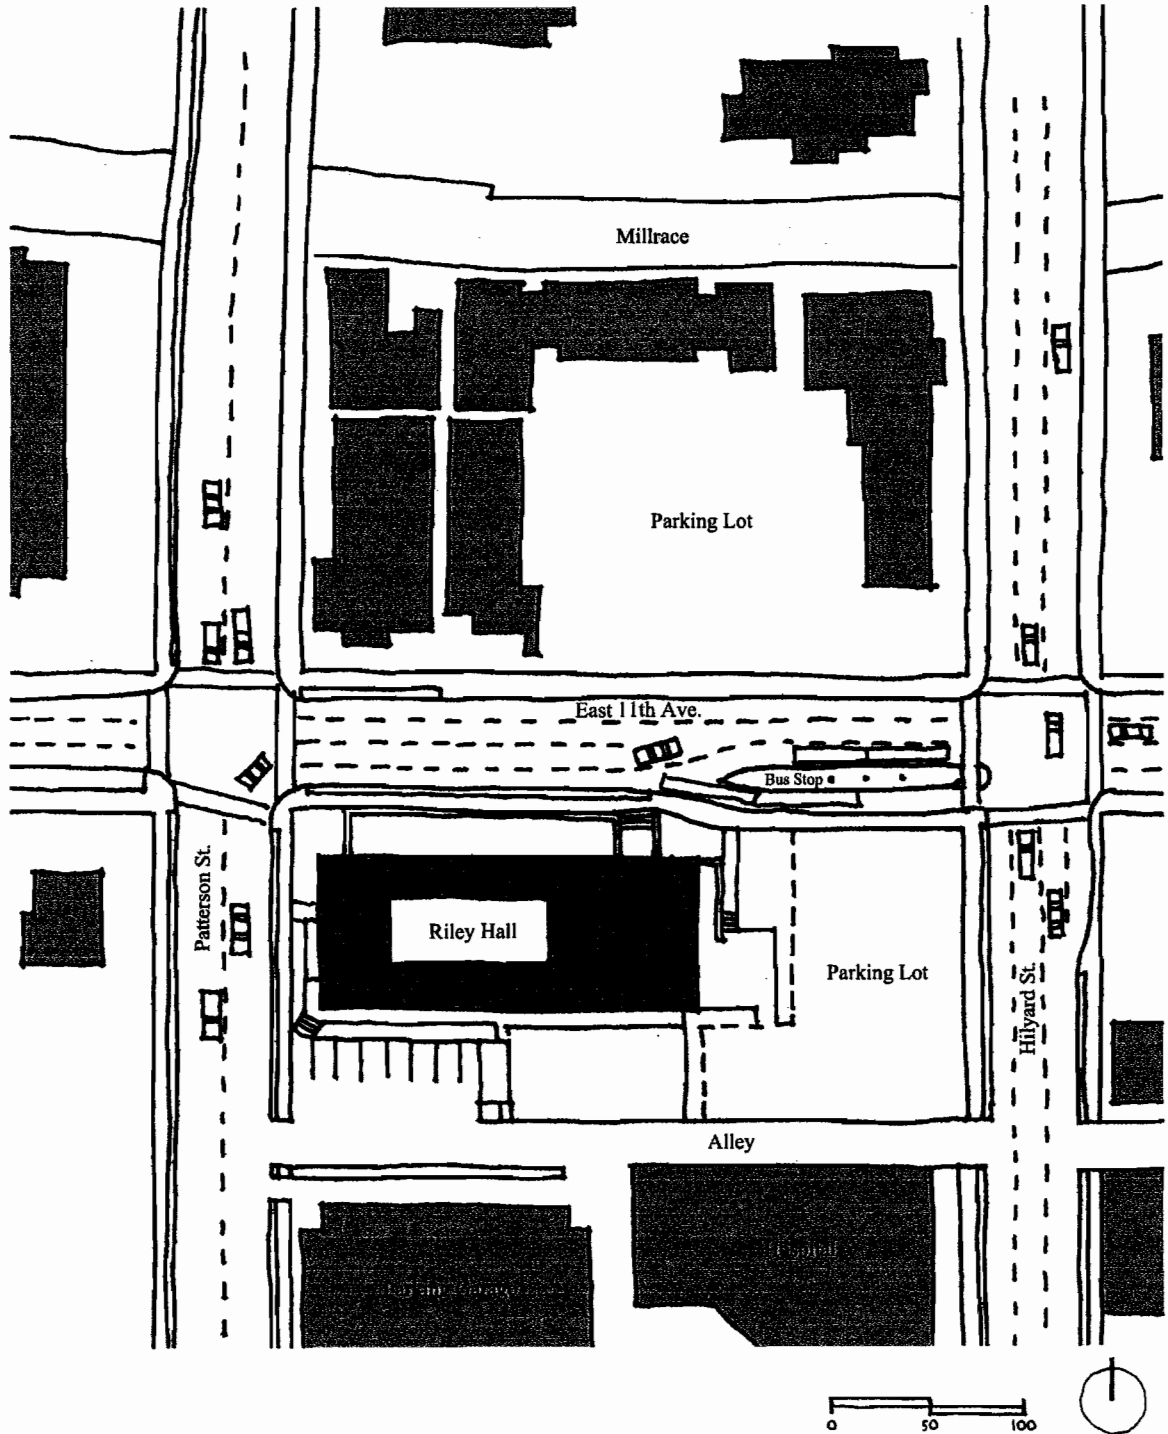 Millrace
Parking Lot
East 11th Ave.
Bus Stop
Patterson St.
Riley Hall
Parking Lot
Hilyard St.
Alley
0 50 100